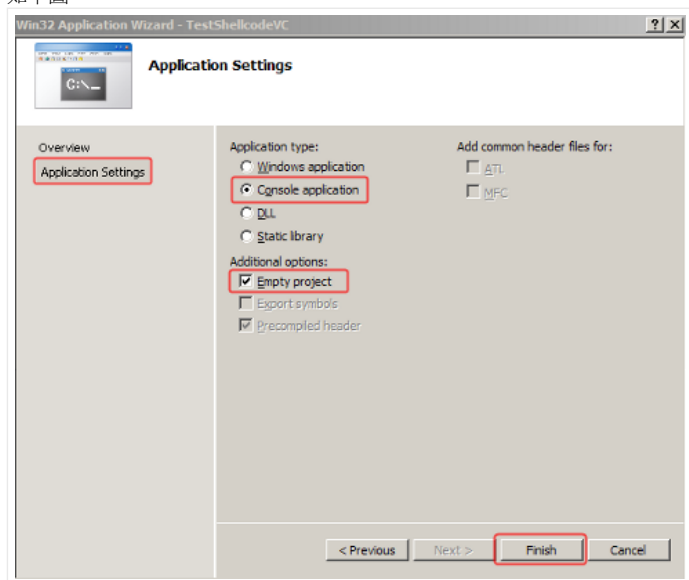 如下圖
Win32 Application Wizard - TestShellcodeVC
C:\_
Application Settings
Overview
Application Settings
Application type:
Windows application
Console application
DLL
Static library
Additional options:
Empty project
Export symbols
Precompiled header
Add common header files for:
ATL
MFC
< Previous
Next >
Finish
Cancel